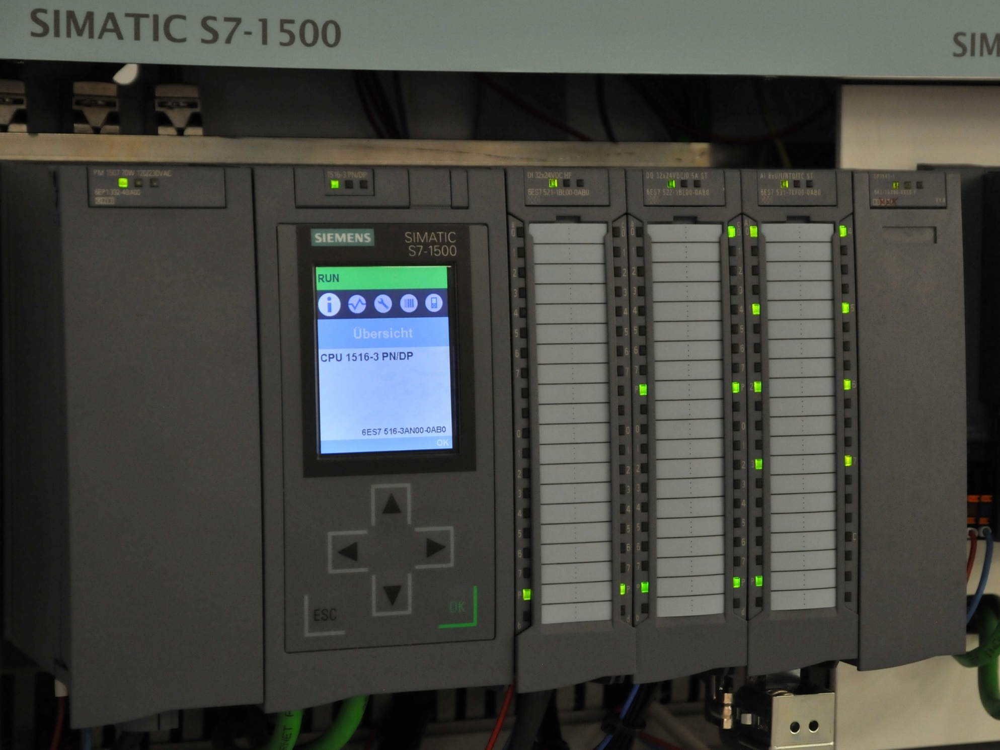 SIMATIC S7-1500
SIM
PM 1507 70W 120/230VAC
6EP1 332-4BA00
1516-3 PN/DP
DI 32x24VDC HF
6ES7 521-1BL00-0AB0
DQ 32x24VDC/0.5A ST
6ES7 522-1BL00-0AB0
AI 8xU/I/RTD/TC ST
6ES7 531-7KF00-0AB0
SIEMENS
SIMATIC
S7-1500
RUN
Übersicht
CPU 1516-3 PN/DP
6ES7 516-3AN00-0AB0
OK
ESC
OK